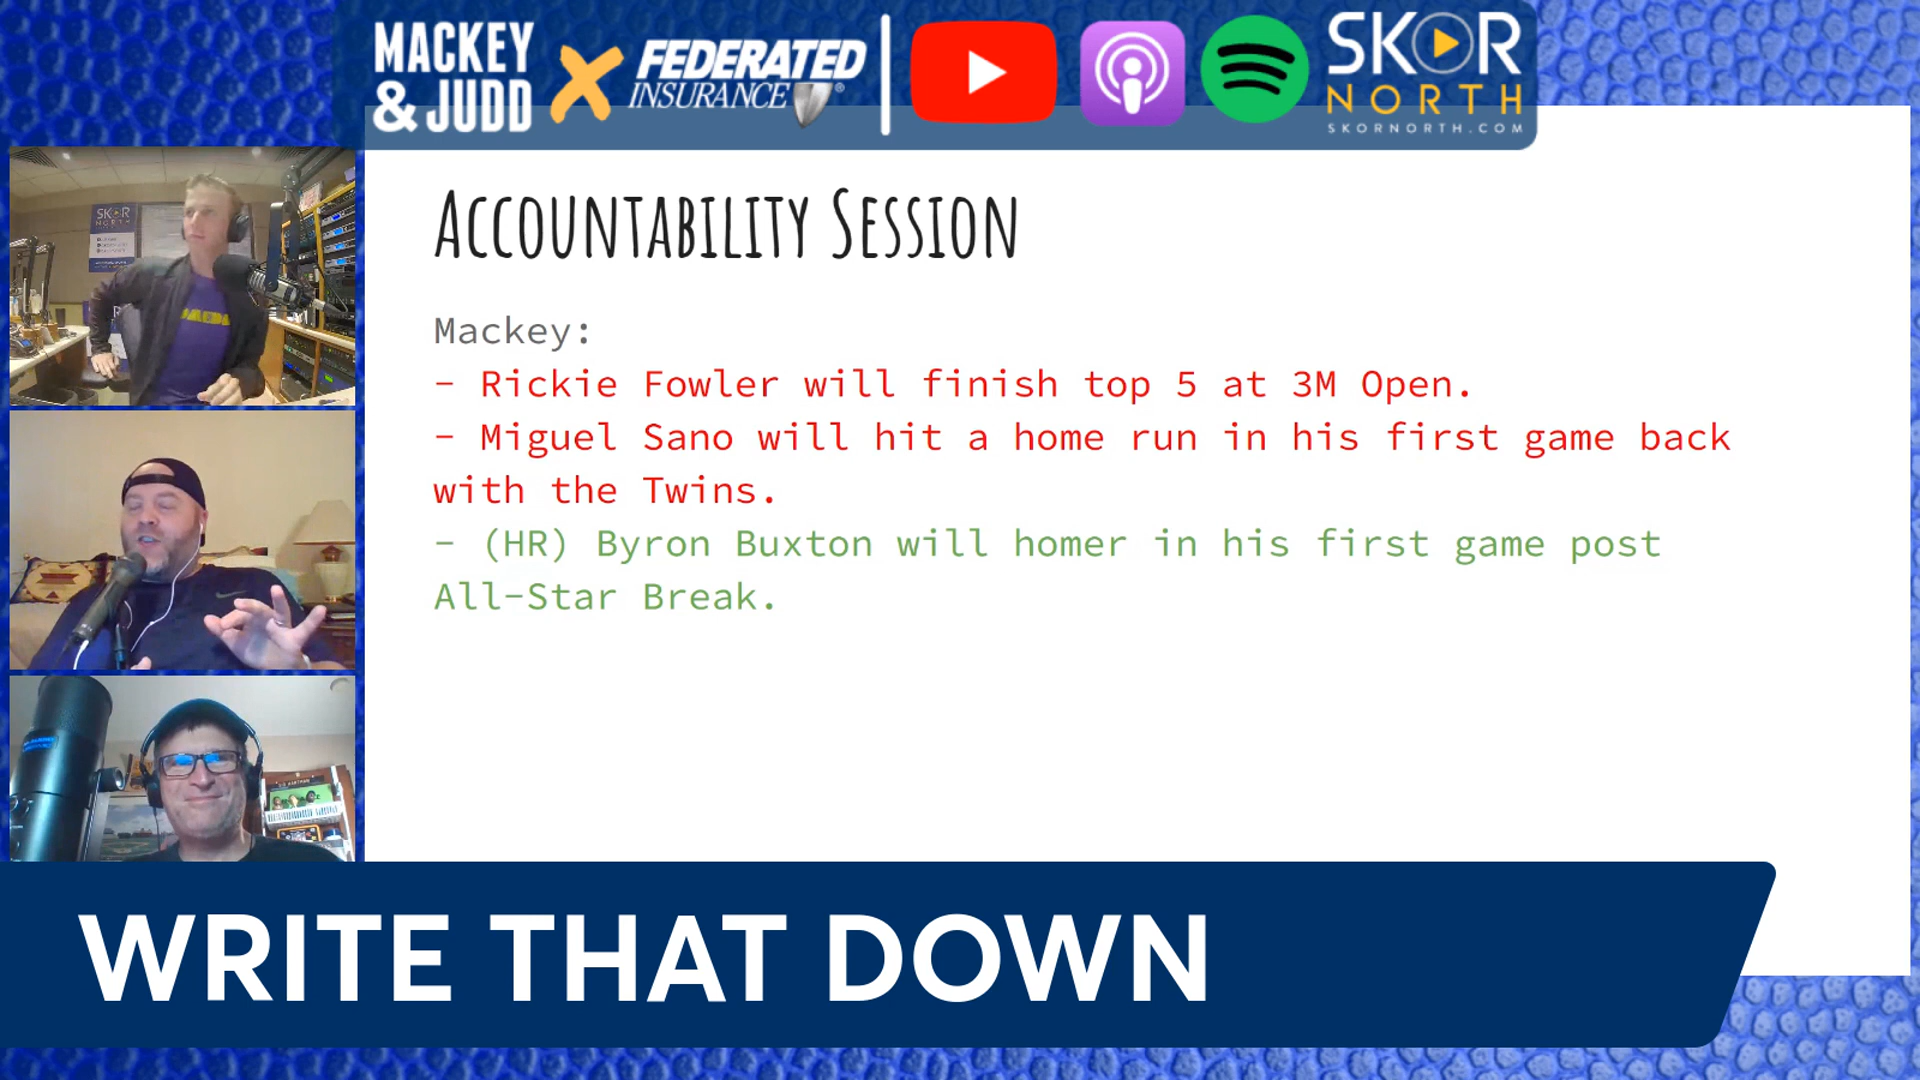 MACKEY
& JUDD
FEDERATED
INSURANCE
SKOR
NORTH
SKORNORTH.COM
SKOR
NORTH
Accountability Session
Mackey:
- Rickie Fowler will finish top 5 at 3M Open.
- Miguel Sano will hit a home run in his first game back
with the Twins.
- (HR) Byron Buxton will homer in his first game post
All-Star Break.
WRITE THAT DOWN